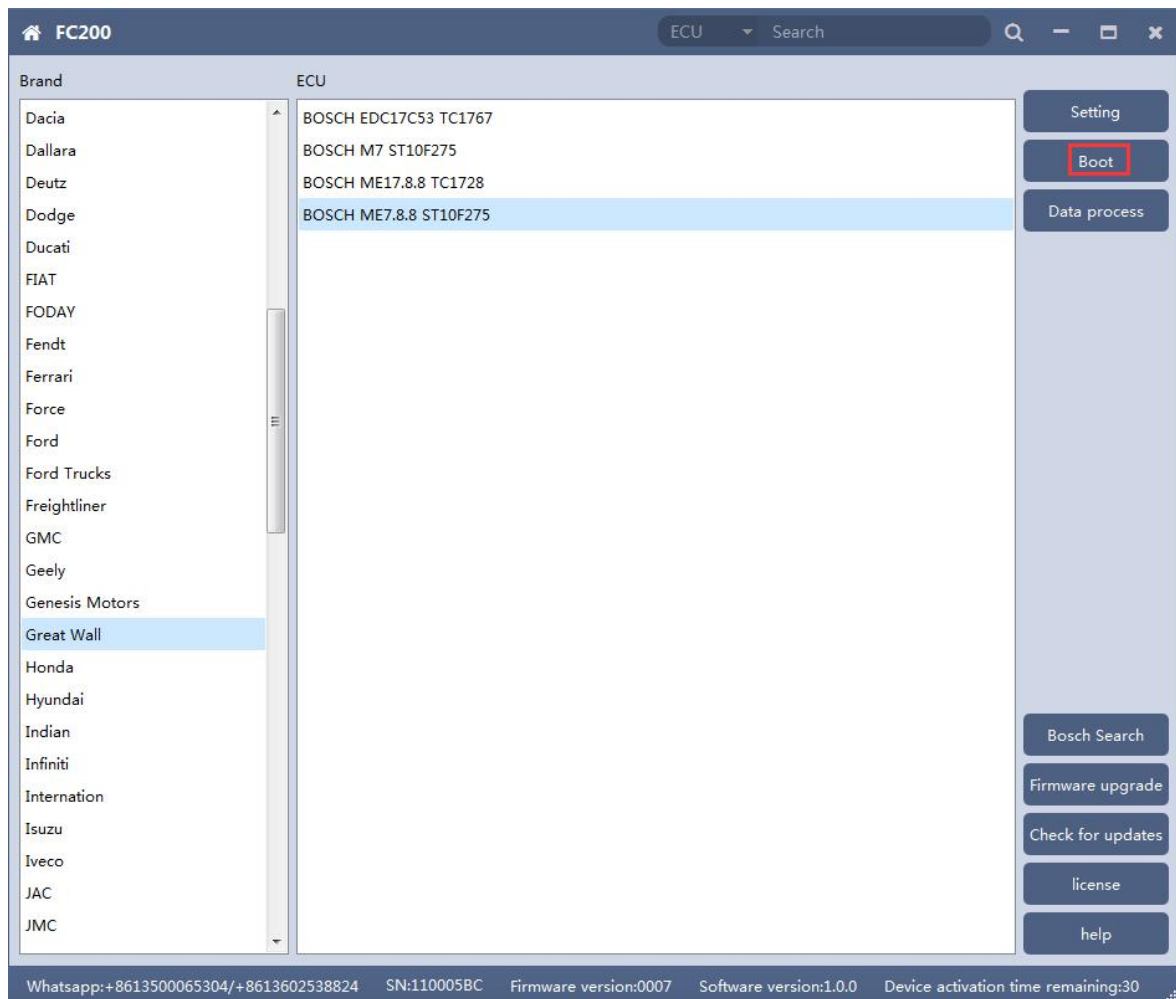 FC200
ECU
Search
Brand
ECU
Dacia
Dallara
Deutz
Dodge
Ducati
FIAT
FODAY
Fendt
Ferrari
Force
Ford
Ford Trucks
Freightliner
GMC
Geely
Genesis Motors
Great Wall
Honda
Hyundai
Indian
Infiniti
Internation
Isuzu
Iveco
JAC
JMC
BOSCH EDC17C53 TC1767
BOSCH M7 ST10F275
BOSCH ME17.8.8 TC1728
BOSCH ME7.8.8 ST10F275
Setting
Boot
Data process
Bosch Search
Firmware upgrade
Check for updates
license
help
Whatsapp:+8613500065304/+8613602538824 SN:110005BC Firmware version:0007 Software version:1.0.0 Device activation time remaining:30